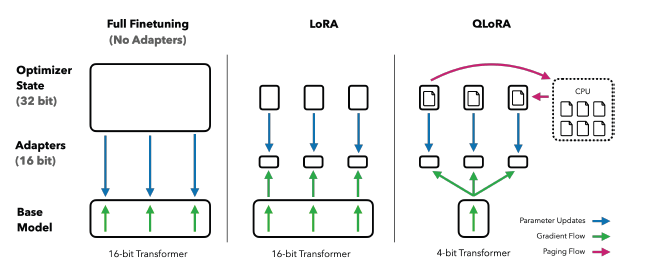 Full Finetuning
(No Adapters)
LoRA
QLoRA
Optimizer
State
(32 bit)
CPU
Adapters
(16 bit)
Base
Model
16-bit Transformer
16-bit Transformer
4-bit Transformer
Parameter Updates
Gradient Flow
Paging Flow